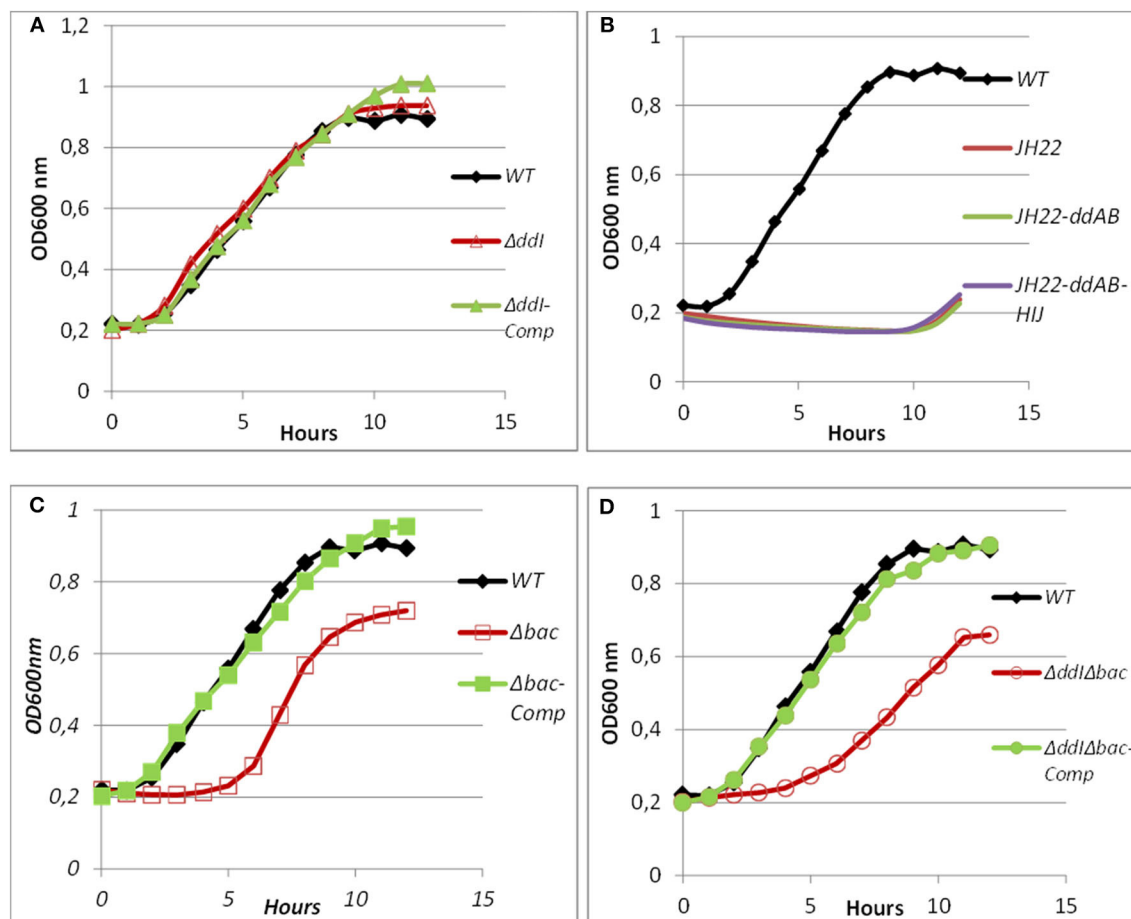 A
1,2
1
0,8
0,6
0,4
0,2
0
OD600 nm
0
5
10
15
Hours
WT
ΔddI
ΔddI-
Comp
B
1
0,8
0,6
0,4
0,2
0
OD600 nm
0
5
10
15
Hours
WT
JH22
JH22-ddAB
JH22-ddAB-
HIJ
C
1
0,8
0,6
0,4
0,2
0
OD600nm
0
5
10
15
Hours
WT
Δbac
Δbac-
Comp
D
1
0,8
0,6
0,4
0,2
0
OD600 nm
0
5
10
15
Hours
WT
ΔddIΔbac
ΔddIΔbac-
Comp